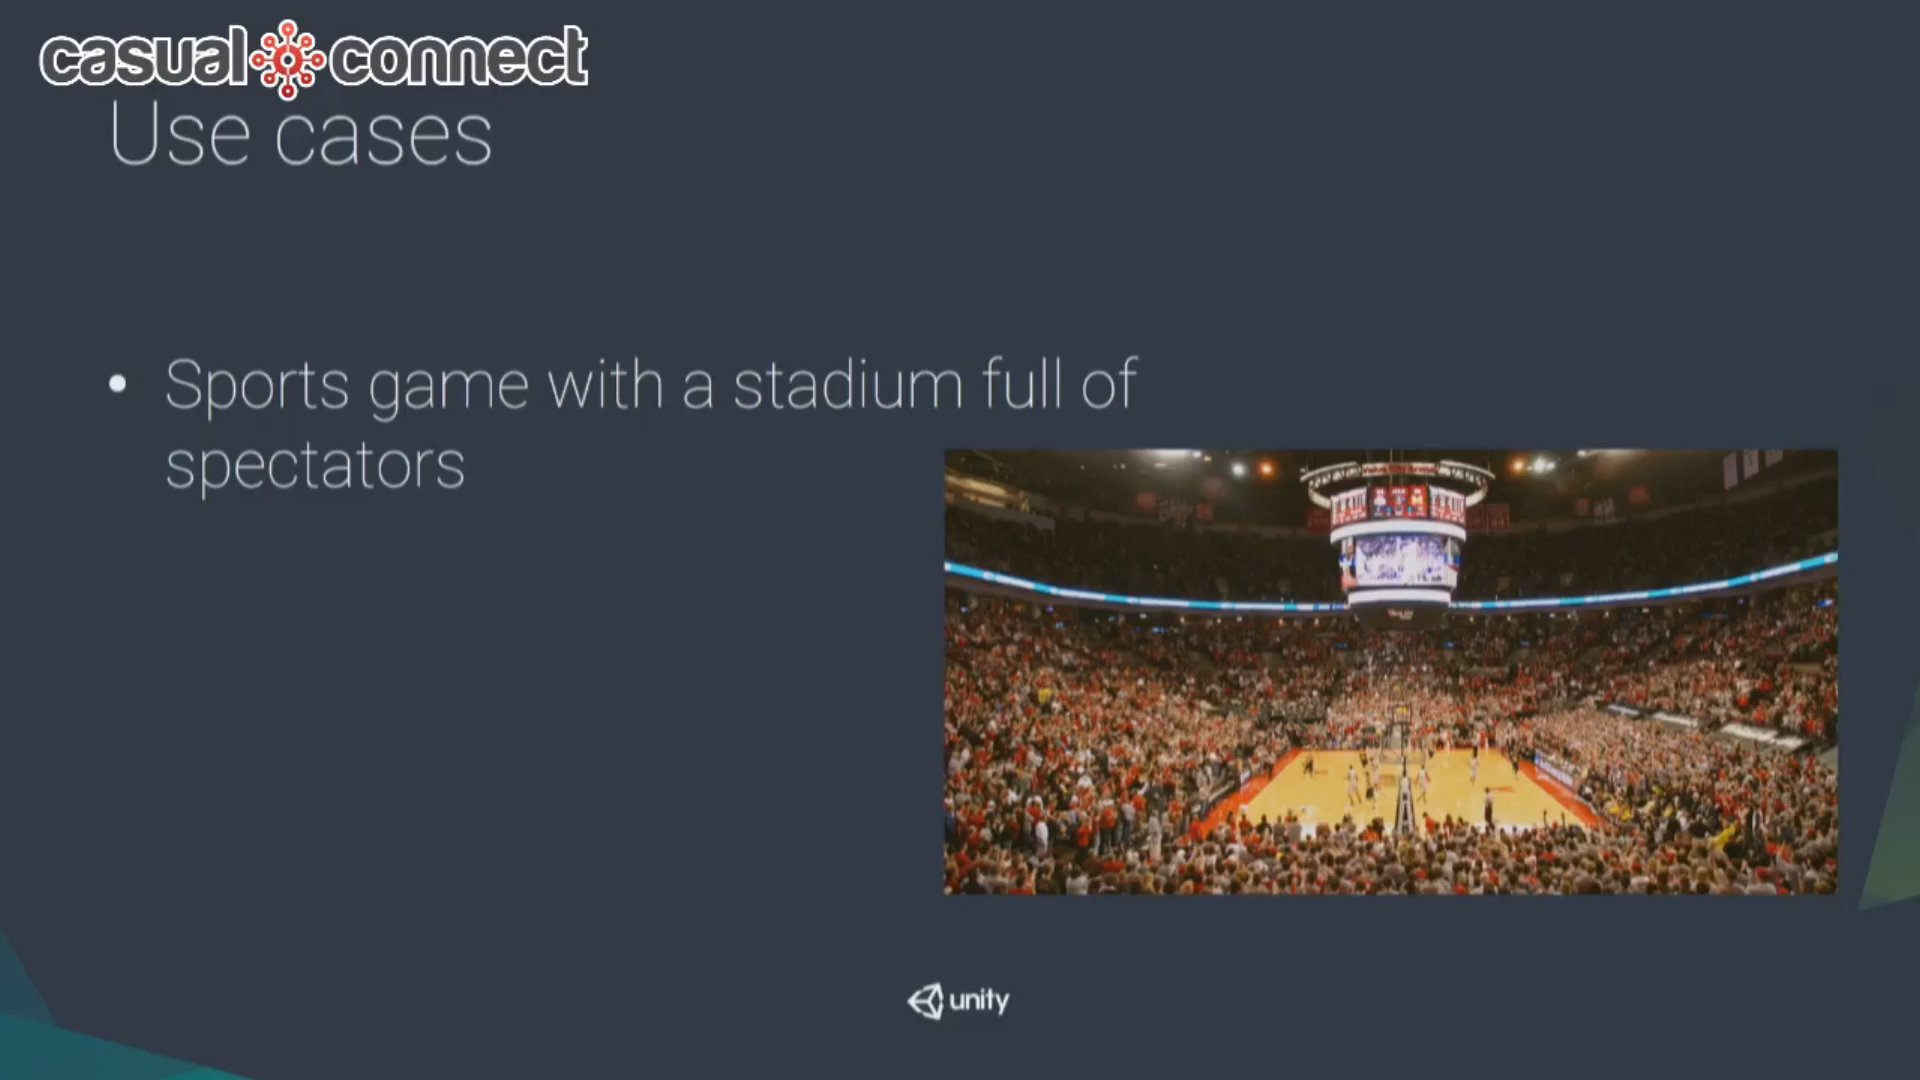 casual connect
Use cases
• Sports game with a stadium full of
spectators
unity